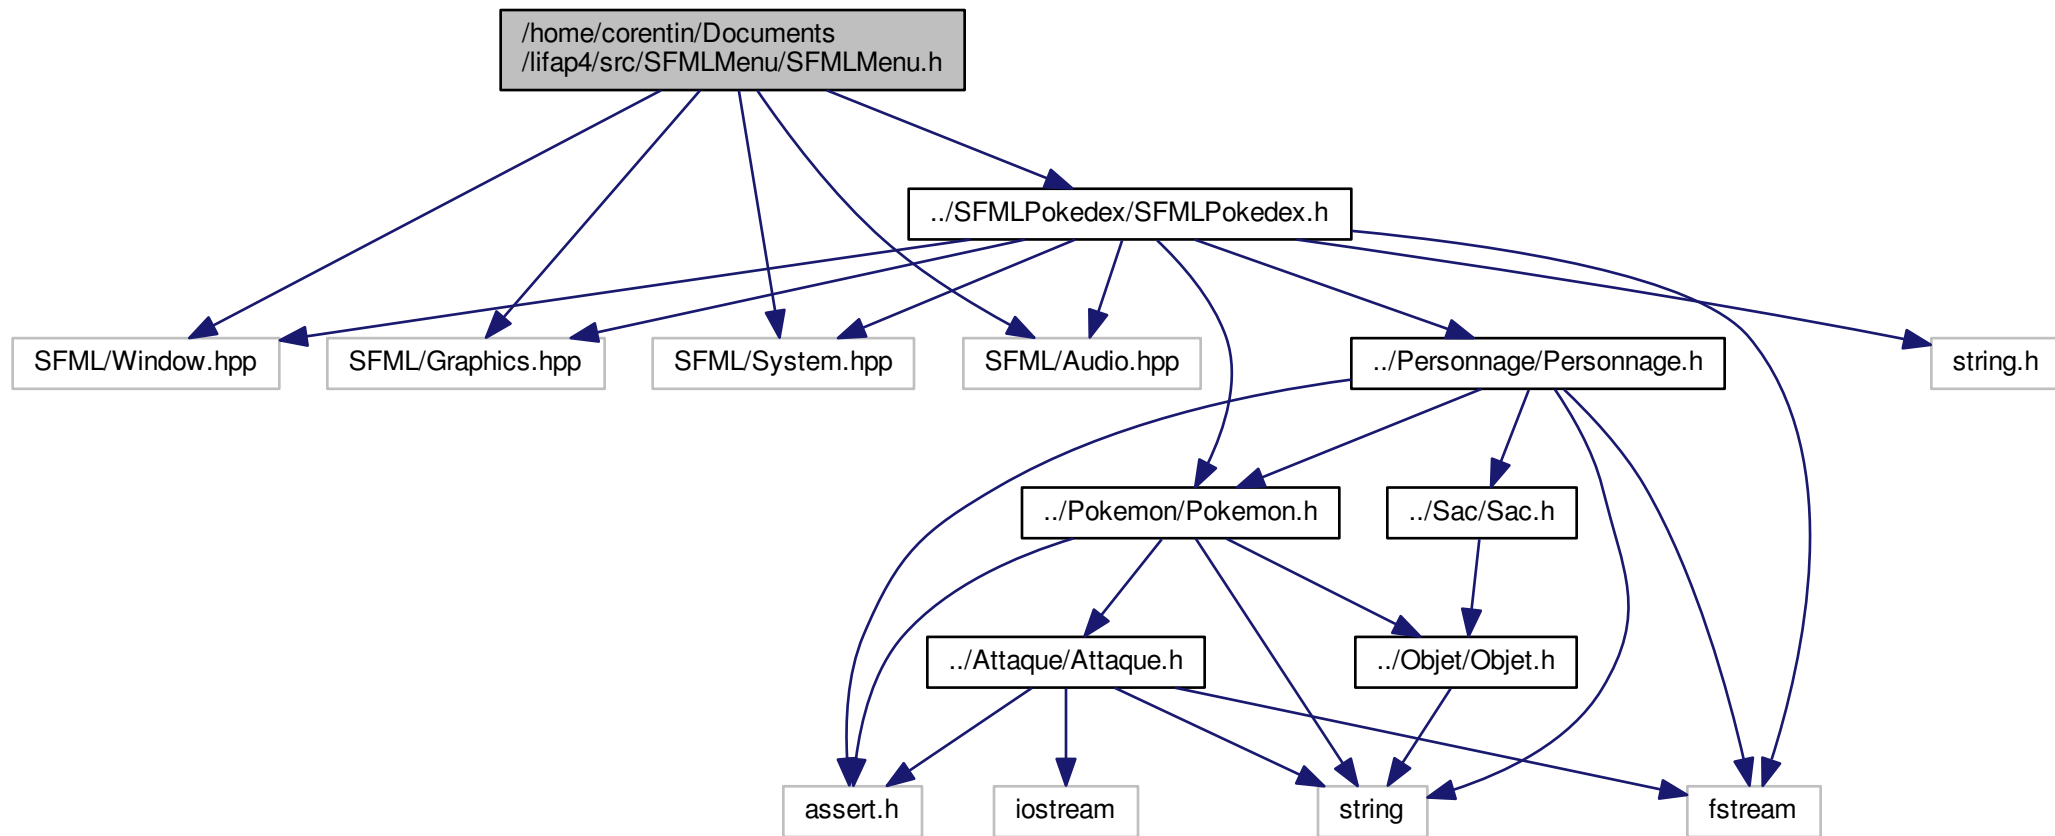 /home/corentin/Documents
/lifap4/src/SFMLMenu/SFMLMenu.h
../SFMLPokedex/SFMLPokedex.h
SFML/Window.hpp
SFML/Graphics.hpp
SFML/System.hpp
SFML/Audio.hpp
../Personnage/Personnage.h
string.h
../Pokemon/Pokemon.h
../Sac/Sac.h
../Attaque/Attaque.h
../Objet/Objet.h
assert.h
iostream
string
fstream